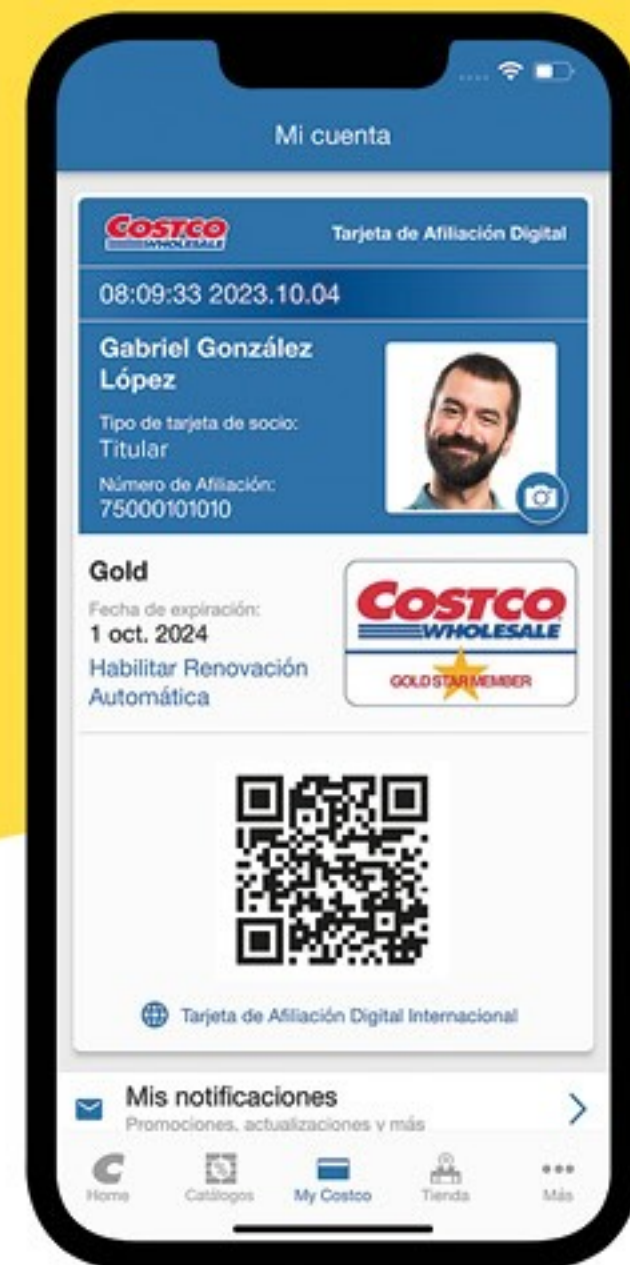 Mi cuenta
COSTCO
WHOLESALE
Tarjeta de Afiliación Digital
08:09:33 2023.10.04
Gabriel González
López
Tipo de tarjeta de socio:
Titular
Número de Afiliación:
75000101010
Gold
Fecha de expiración:
1 oct. 2024
Habilitar Renovación
Automática
COSTCO
WHOLESALE
GOLD STAR MEMBER
Tarjeta de Afiliación Digital Internacional
Mis notificaciones
Promociones, actualizaciones y más
Home
Catálogos
My Costco
Tienda
Más